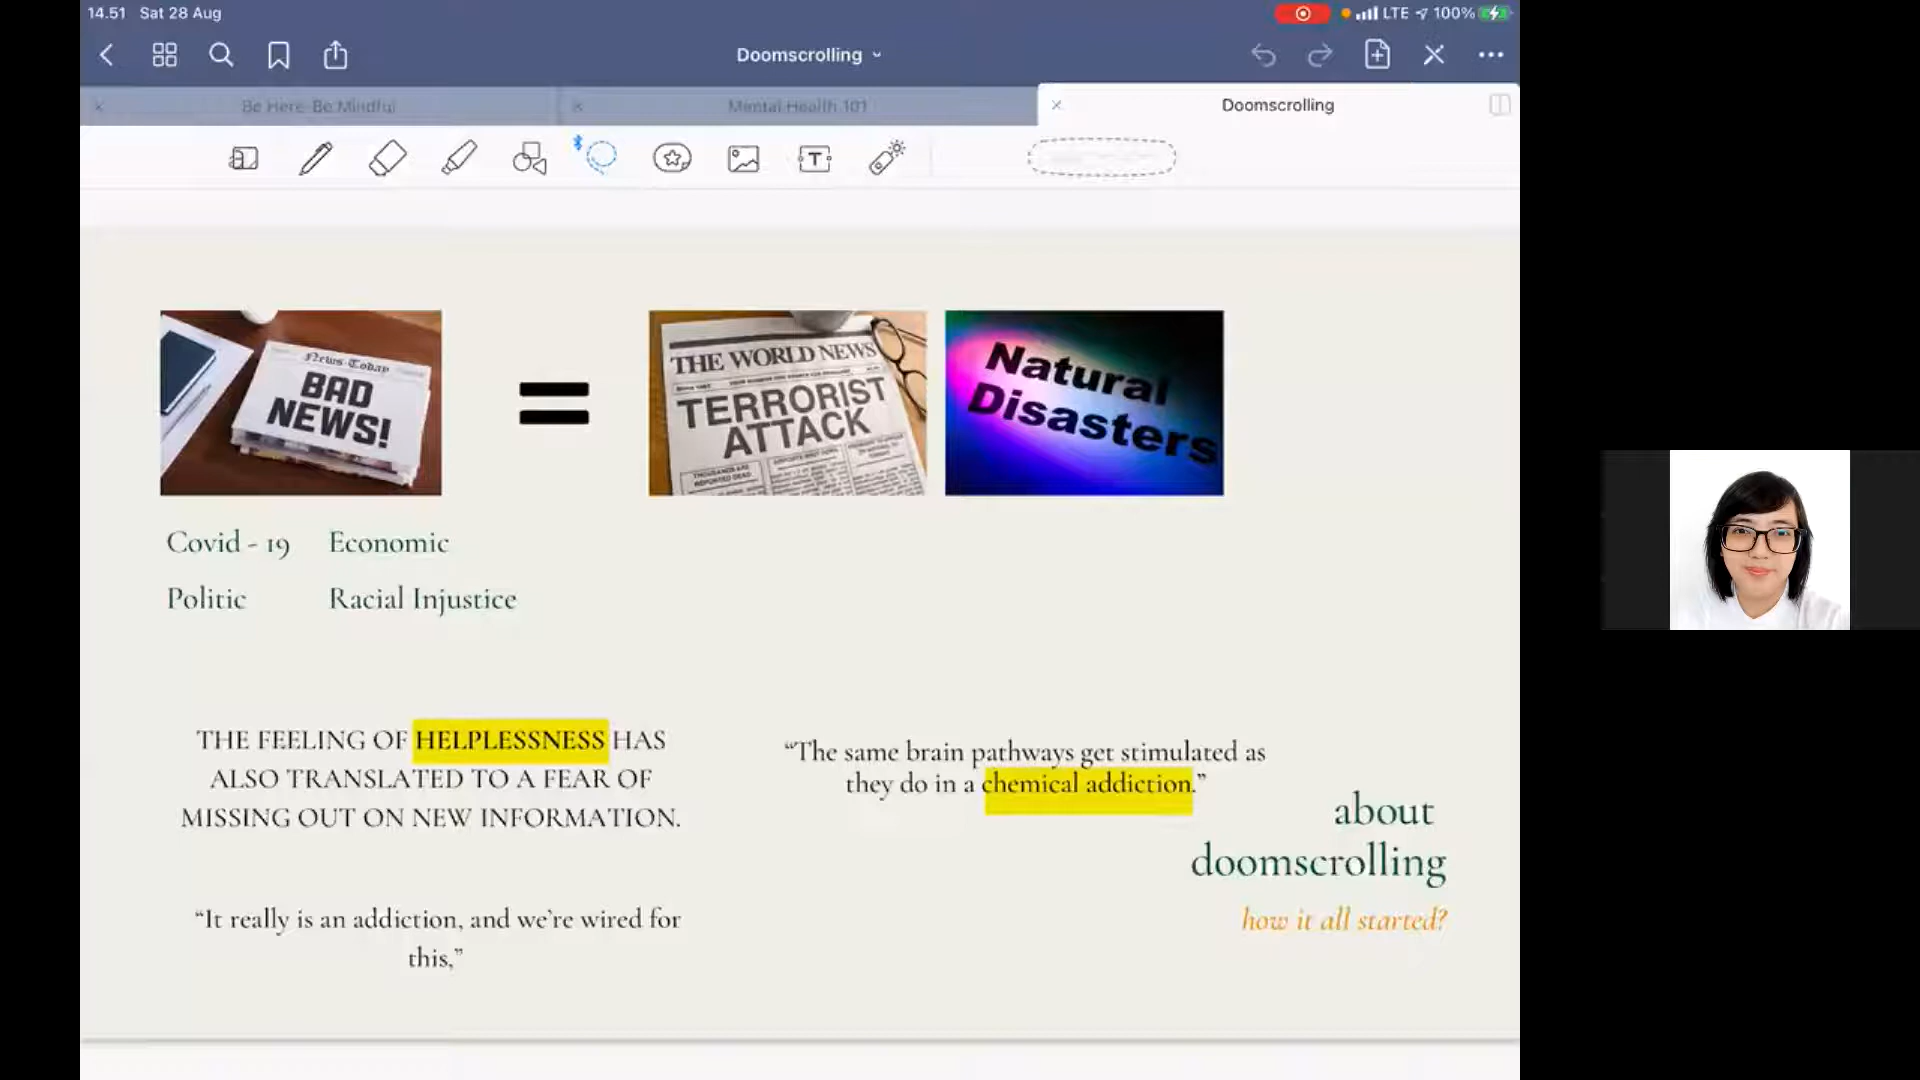 14.51 Sat 28 Aug
LTE 100%
Doomscrolling
Be Here-Be Mindful
Mental Health 101
Doomscrolling
T
News Today
BAD
NEWS!
THE WORLD NEWS
TERRORIST
ATTACK
THOUSANDS ARE
REPORTED DEAD
Natural
Disasters
Covid - 19 Economic
Politic Racial Injustice
THE FEELING OF HELPLESSNESS HAS
ALSO TRANSLATED TO A FEAR OF
MISSING OUT ON NEW INFORMATION.
“It really is an addiction, and we’re wired for
this,”
“The same brain pathways get stimulated as
they do in a chemical addiction.”
about
doomscrolling
how it all started?